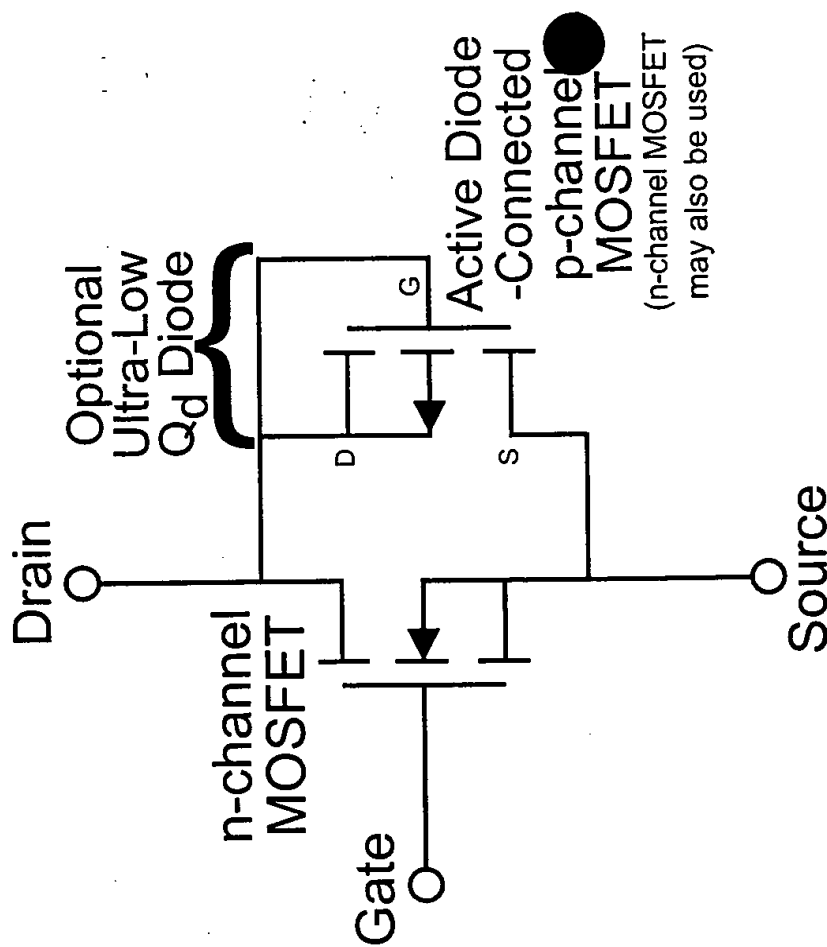 Drain
Optional
Ultra-Low
Qd Diode
n-channel
MOSFET
D
G
S
Active Diode
-Connected
p-channel
MOSFET
(n-channel MOSFET
may also be used)
Gate
Source